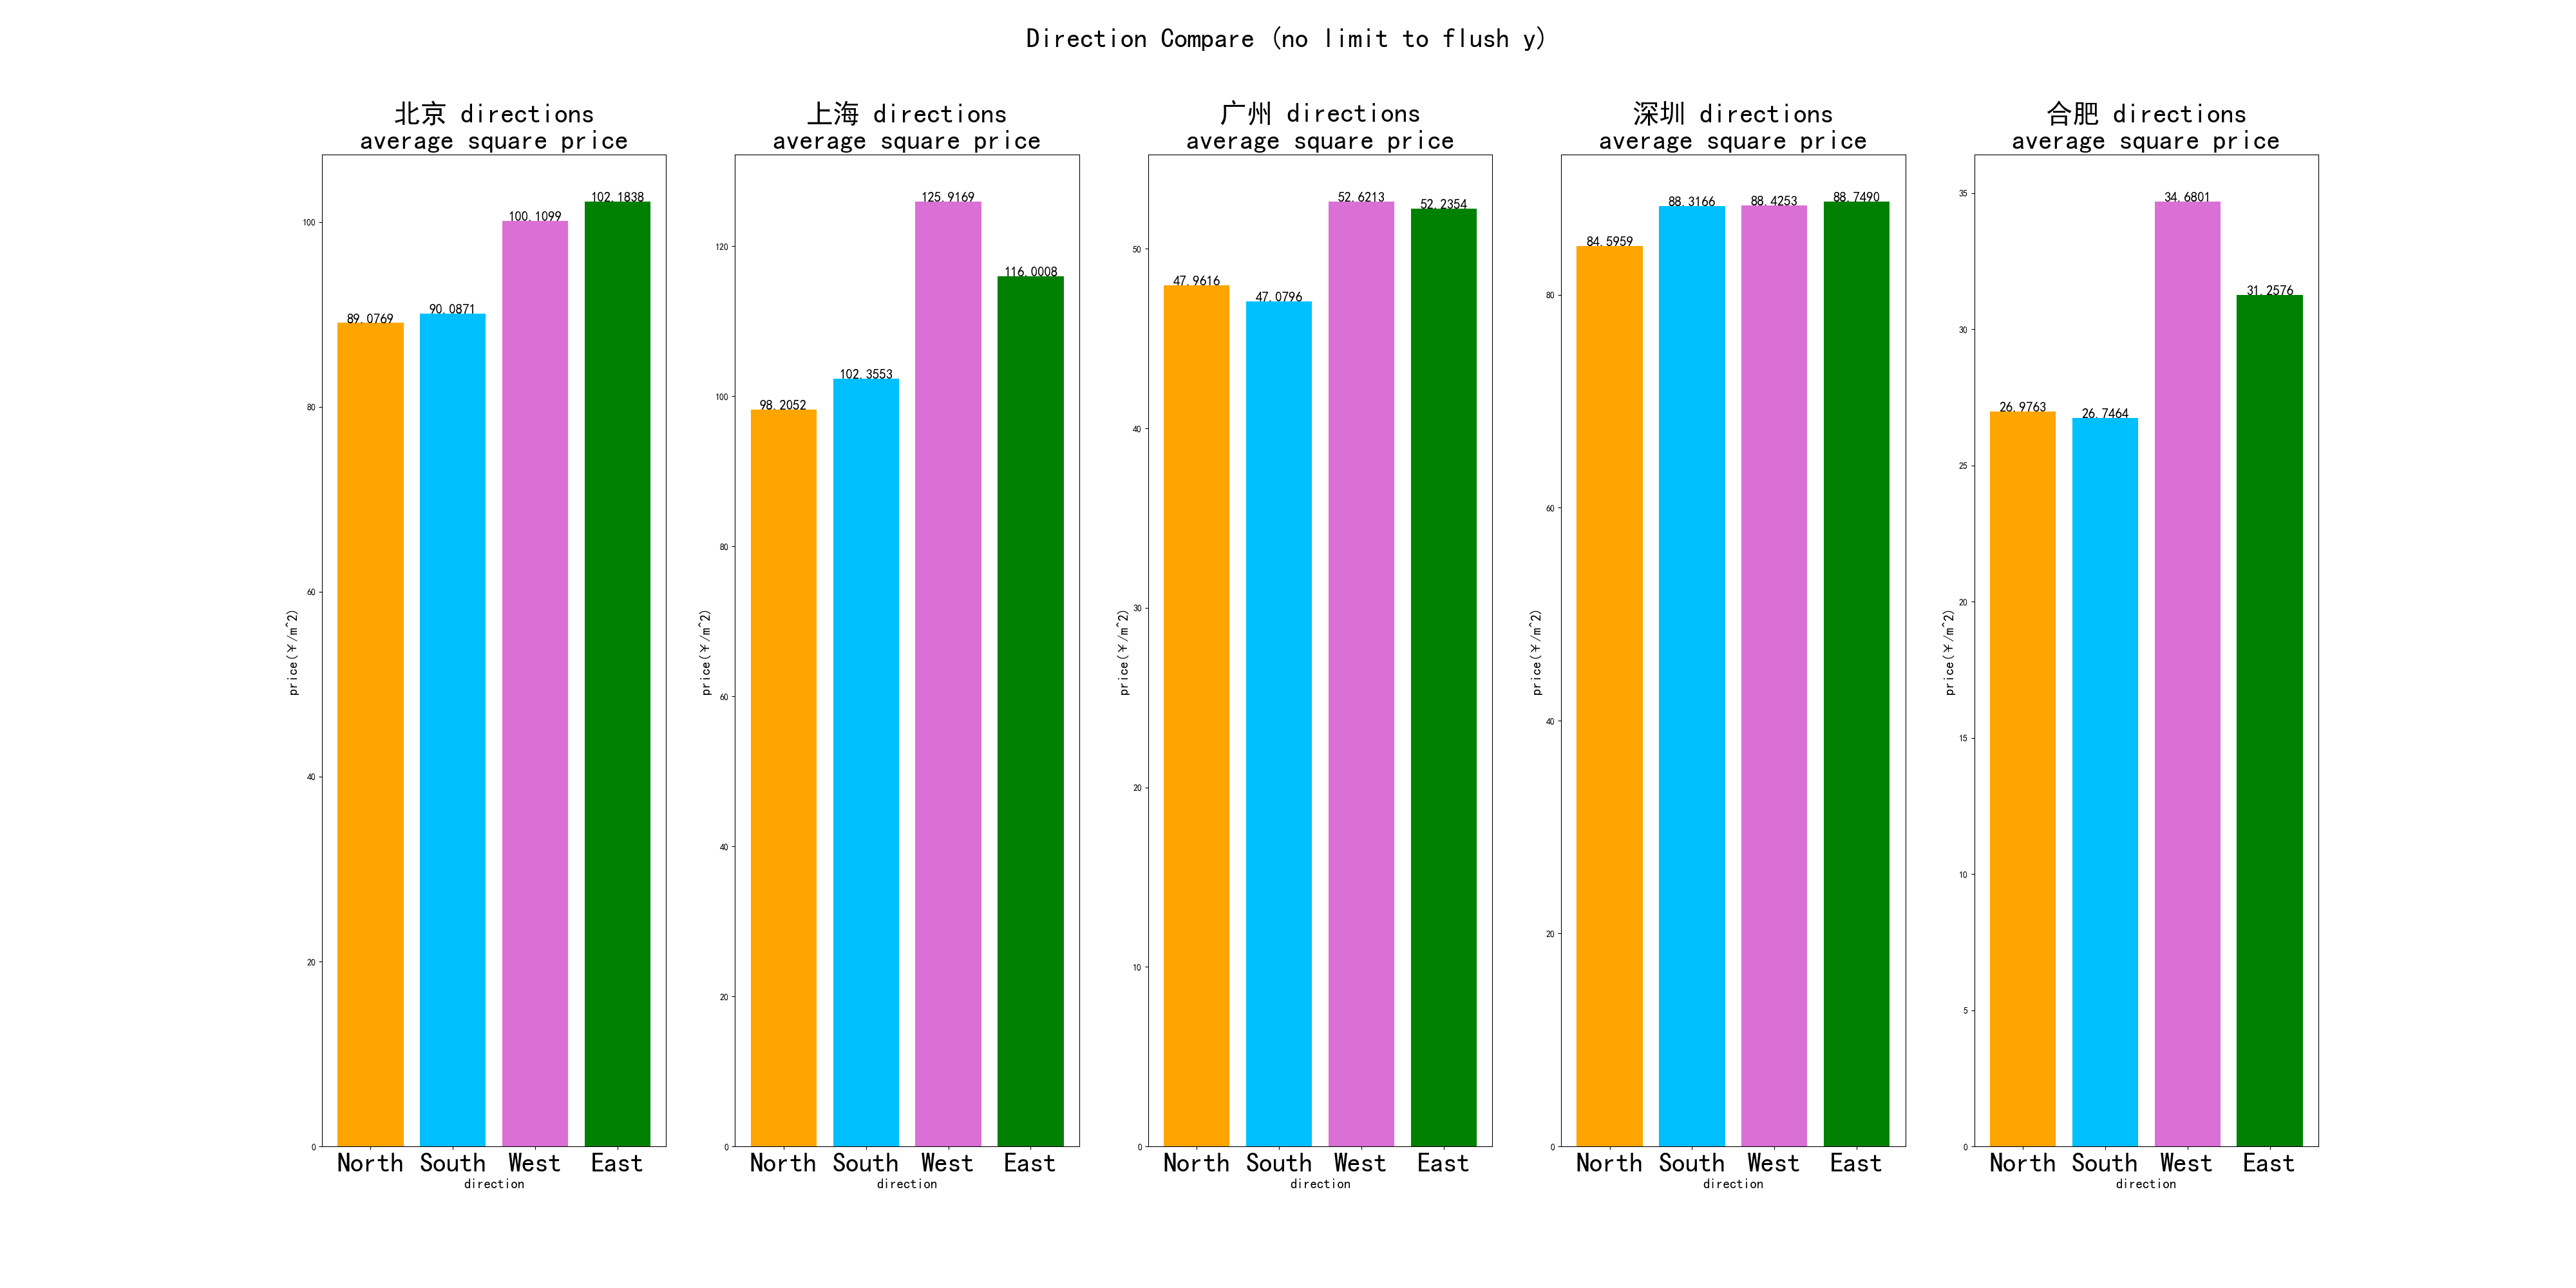 Direction Compare (no limit to flush y)
北京 directions
average square price
100
80
60
40
20
0
price(￥/m^2)
89.0769
90.0871
100.1099
102.1838
North South West East
direction
上海 directions
average square price
120
100
80
60
40
20
0
price(￥/m^2)
98.2052
102.3553
125.9169
116.0008
North South West East
direction
广州 directions
average square price
50
40
30
20
10
0
price(￥/m^2)
47.9616
47.0796
52.6213
52.2354
North South West East
direction
深圳 directions
average square price
80
60
40
20
0
price(￥/m^2)
84.5959
88.3166
88.4253
88.7490
North South West East
direction
合肥 directions
average square price
35
30
25
20
15
10
5
0
price(￥/m^2)
26.9763
26.7464
34.6801
31.2576
North South West East
direction